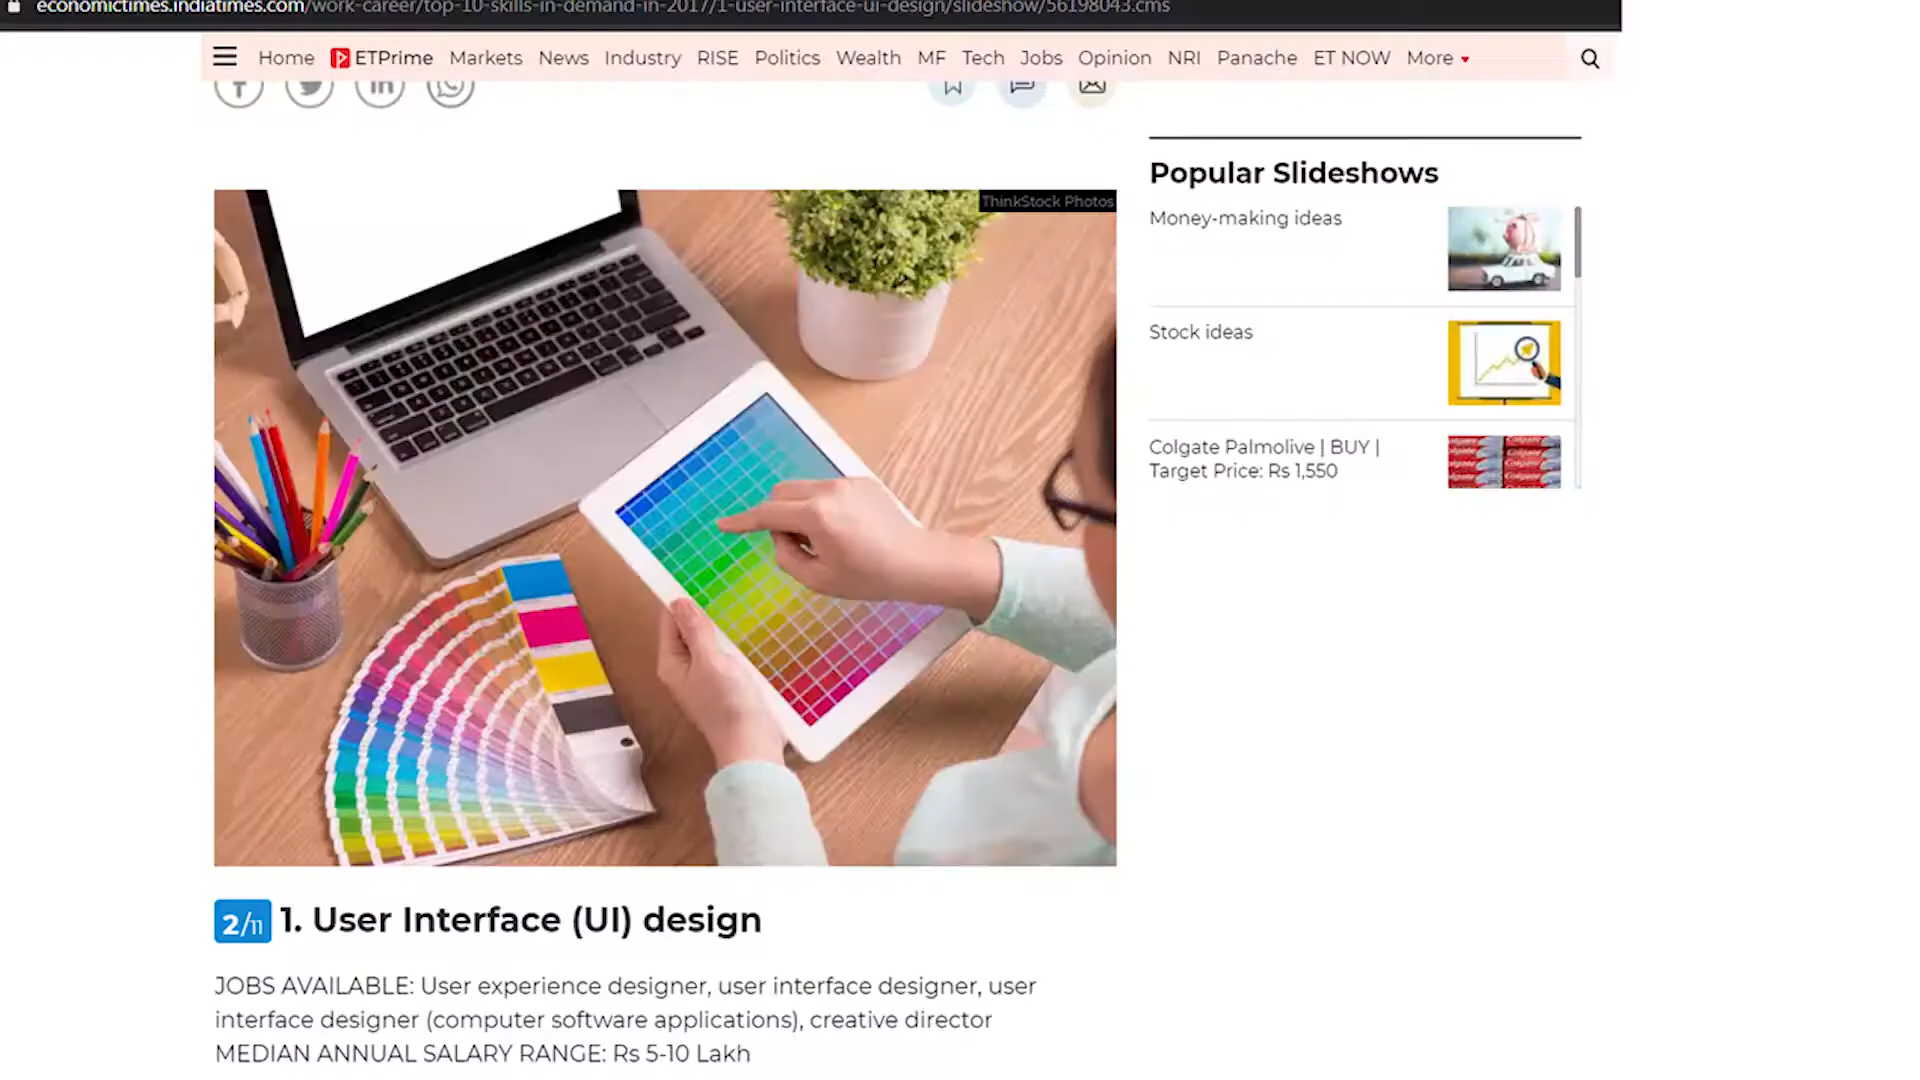 economictimes.indiatimes.com/work-career/top-10-skills-in-demand-in-2017/1-user-interface-ui-design/slideshow/56198043.cms
Home ETPrime Markets News Industry RISE Politics Wealth MF Tech Jobs Opinion NRI Panache ET NOW More
ThinkStock Photos
Popular Slideshows
Money-making ideas
Stock ideas
Colgate Palmolive | BUY |
Target Price: Rs 1,550
2/11 1. User Interface (UI) design
JOBS AVAILABLE: User experience designer, user interface designer, user
interface designer (computer software applications), creative director
MEDIAN ANNUAL SALARY RANGE: Rs 5-10 Lakh